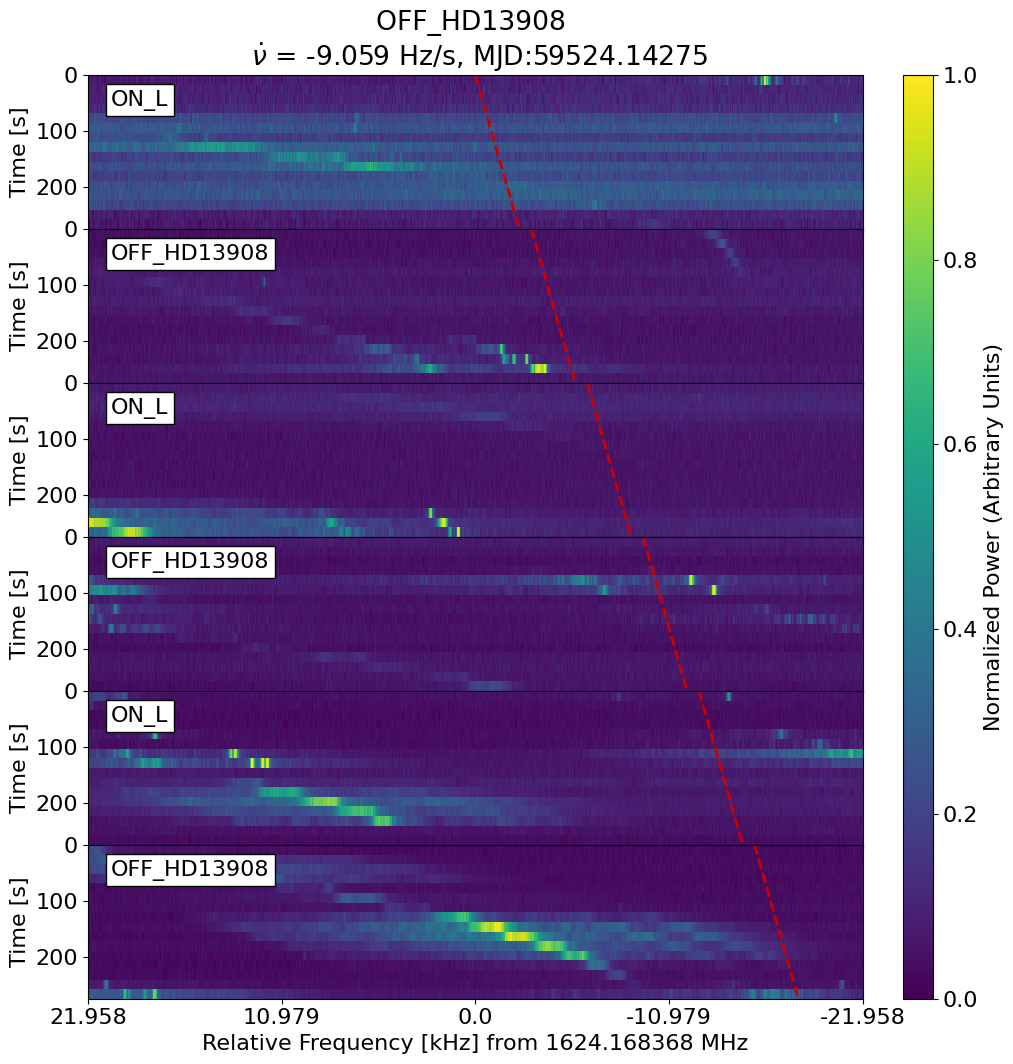 OFF_HD13908
ν̇ = -9.059 Hz/s, MJD:59524.14275
0
ON_L
100
Time [s]
200
0
OFF_HD13908
100
Time [s]
200
0
ON_L
100
Time [s]
200
0
OFF_HD13908
100
Time [s]
200
0
ON_L
100
Time [s]
200
0
OFF_HD13908
100
Time [s]
200
21.958 10.979 0.0 -10.979 -21.958
Relative Frequency [kHz] from 1624.168368 MHz
1.0
0.8
0.6
0.4
0.2
0.0
Normalized Power (Arbitrary Units)